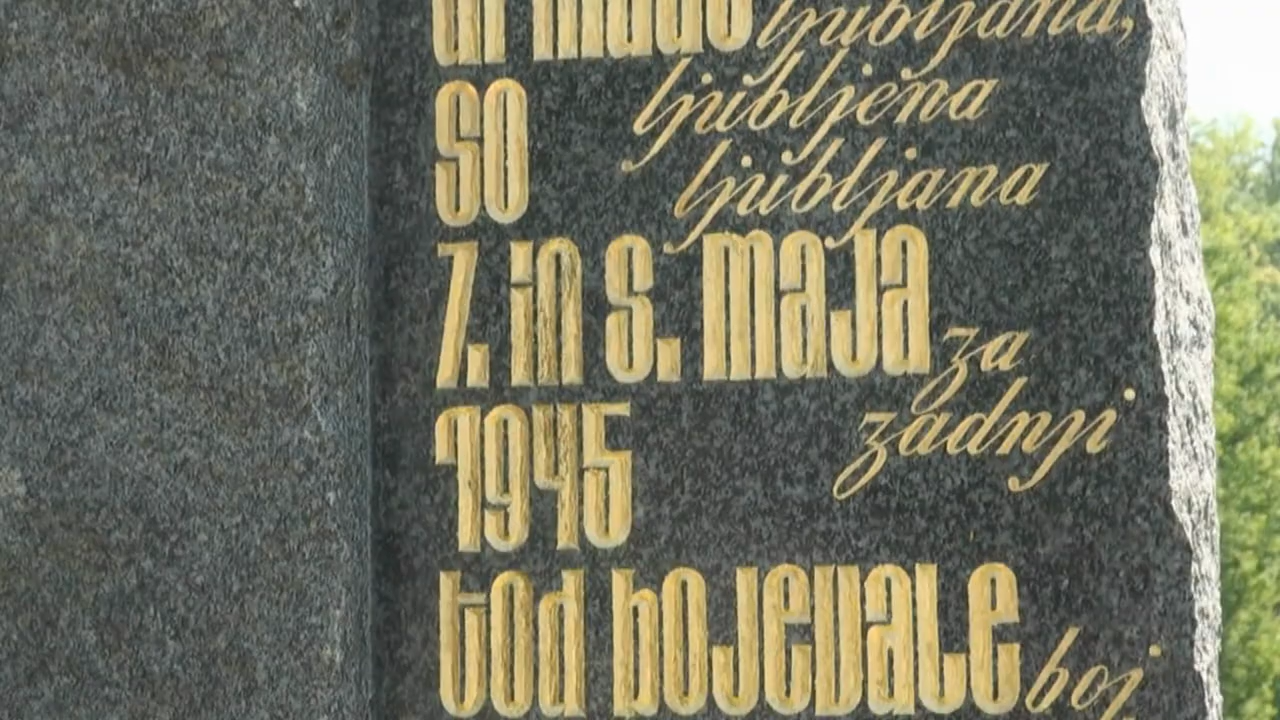 ljubljana,
so
ljubljena
ljubljana
7. in 8. maja
za
zadnji
1945
tod bojevale
boj